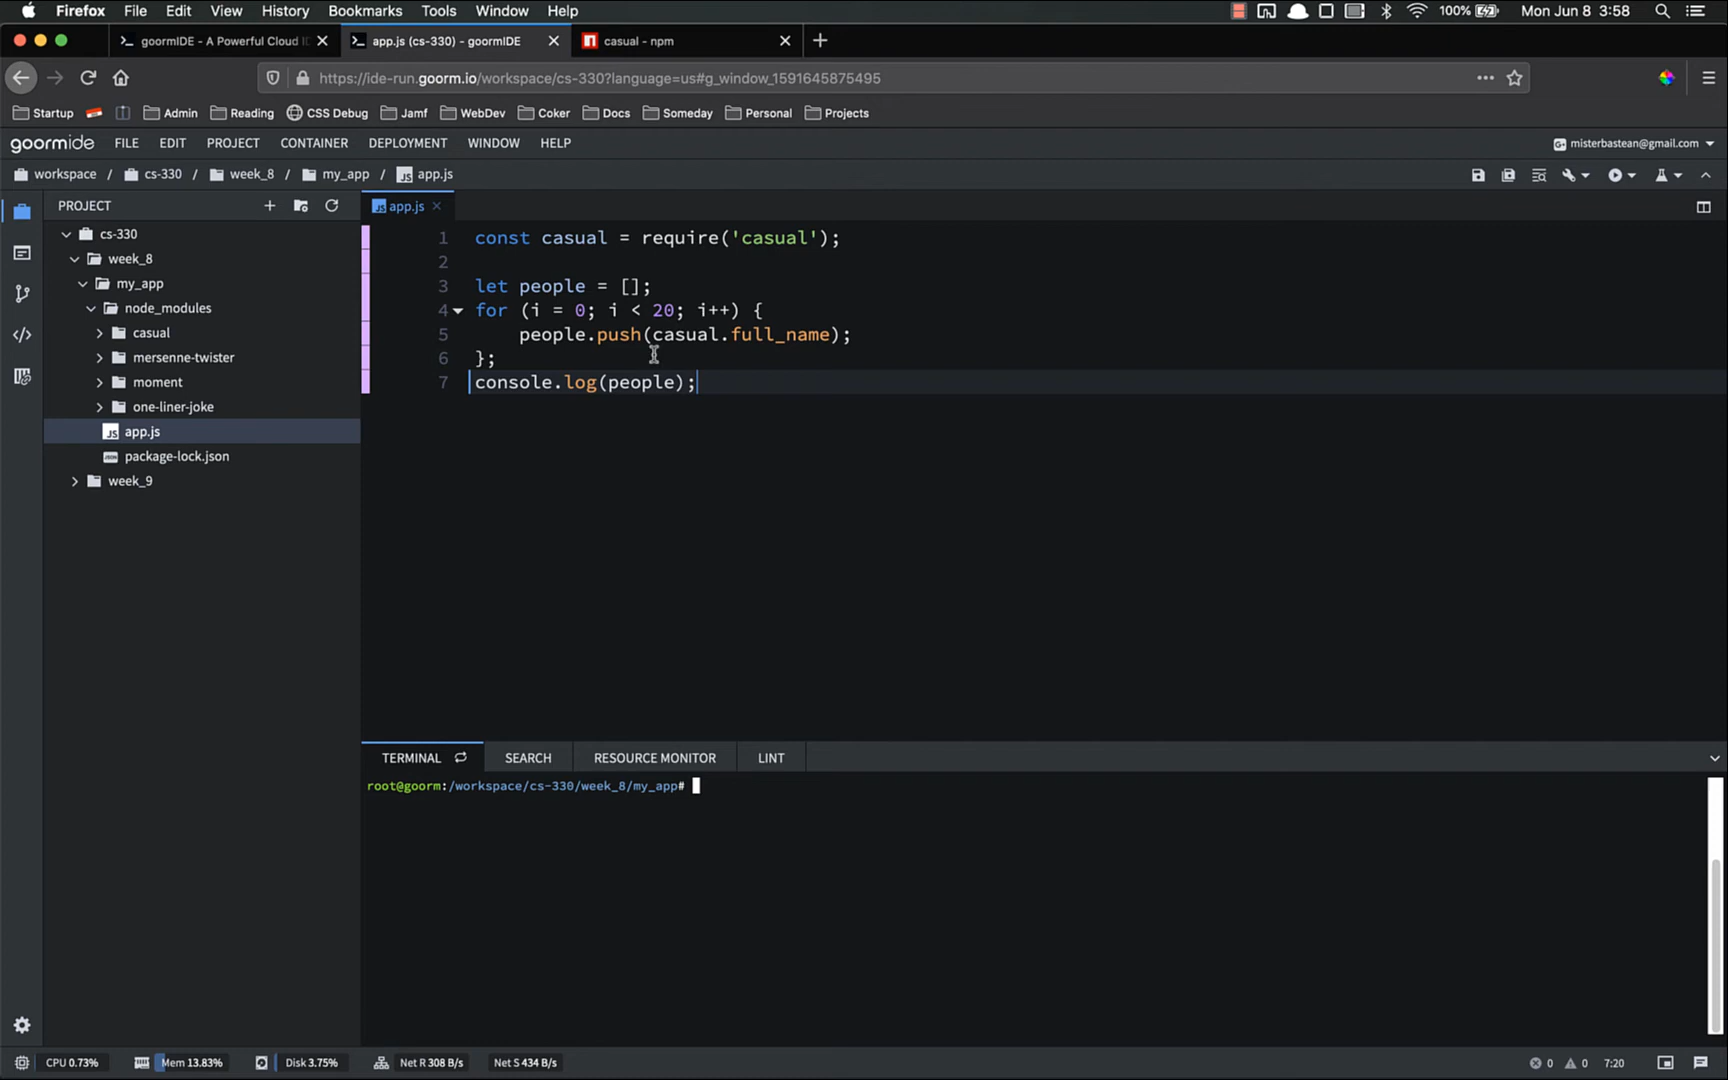 Firefox File Edit View History Bookmarks Tools Window Help 100% Mon Jun 8 3:58
goormIDE - A Powerful Cloud I
app.js (cs-330) - goormIDE
casual - npm
https://ide-run.goorm.io/workspace/cs-330?language=us#g_window_1591645875495
Startup Admin Reading CSS Debug Jamf WebDev Coker Docs Someday Personal Projects
goormide FILE EDIT PROJECT CONTAINER DEPLOYMENT WINDOW HELP misterbastean@gmail.com
workspace / cs-330 / week_8 / my_app / app.js
PROJECT
cs-330
week_8
my_app
node_modules
casual
mersenne-twister
moment
one-liner-joke
app.js
package-lock.json
week_9
app.js
1 const casual = require('casual');
2
3 let people = [];
4 for (i = 0; i < 20; i++) {
5 people.push(casual.full_name);
6 };
7 console.log(people);
TERMINAL SEARCH RESOURCE MONITOR LINT
root@goorm:/workspace/cs-330/week_8/my_app#
CPU 0.73% Mem 13.83% Disk 3.75% Net R 308 B/s Net S 434 B/s 0 0 7:20